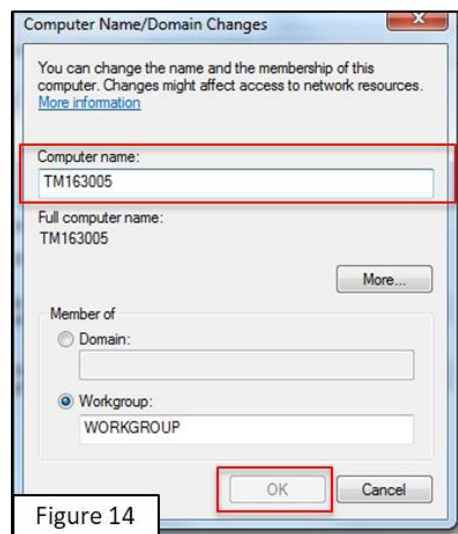 Computer Name/Domain Changes
You can change the name and the membership of this
computer. Changes might affect access to network resources.
More information
Computer name:
TM163005
Full computer name:
TM163005
More...
Member of
Domain:
Workgroup:
WORKGROUP
OK
Cancel
Figure 14